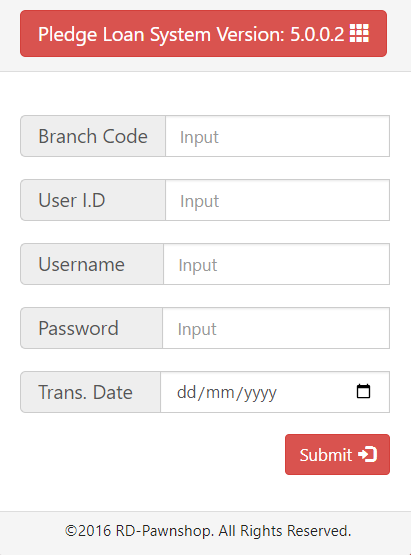 Pledge Loan System Version: 5.0.0.2
Branch Code Input
User I.D Input
Username Input
Password Input
Trans. Date dd/mm/yyyy
Submit
©2016 RD-Pawnshop. All Rights Reserved.